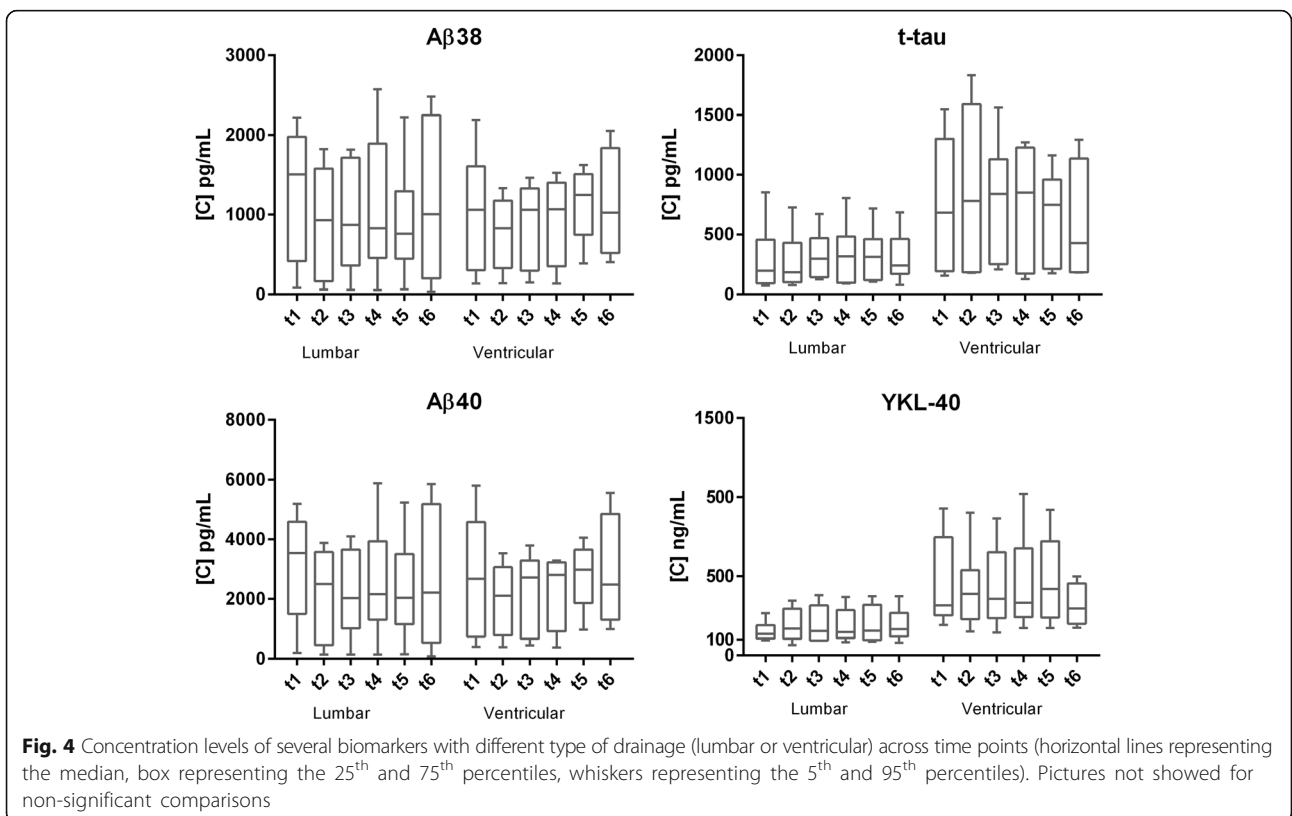 Aβ38
3000
2000
1000
0
[C] pg/mL
t1 t2 t3 t4 t5 t6 t1 t2 t3 t4 t5 t6
Lumbar Ventricular
t-tau
2000
1500
1000
500
0
[C] pg/mL
t1 t2 t3 t4 t5 t6 t1 t2 t3 t4 t5 t6
Lumbar Ventricular
Aβ40
8000
6000
4000
2000
0
[C] pg/mL
t1 t2 t3 t4 t5 t6 t1 t2 t3 t4 t5 t6
Lumbar Ventricular
YKL-40
1500
500
500
100
0
[C] ng/mL
t1 t2 t3 t4 t5 t6 t1 t2 t3 t4 t5 t6
Lumbar Ventricular
Fig. 4 Concentration levels of several biomarkers with different type of drainage (lumbar or ventricular) across time points (horizontal lines representing
the median, box representing the 25th and 75th percentiles, whiskers representing the 5th and 95th percentiles). Pictures not showed for
non-significant comparisons